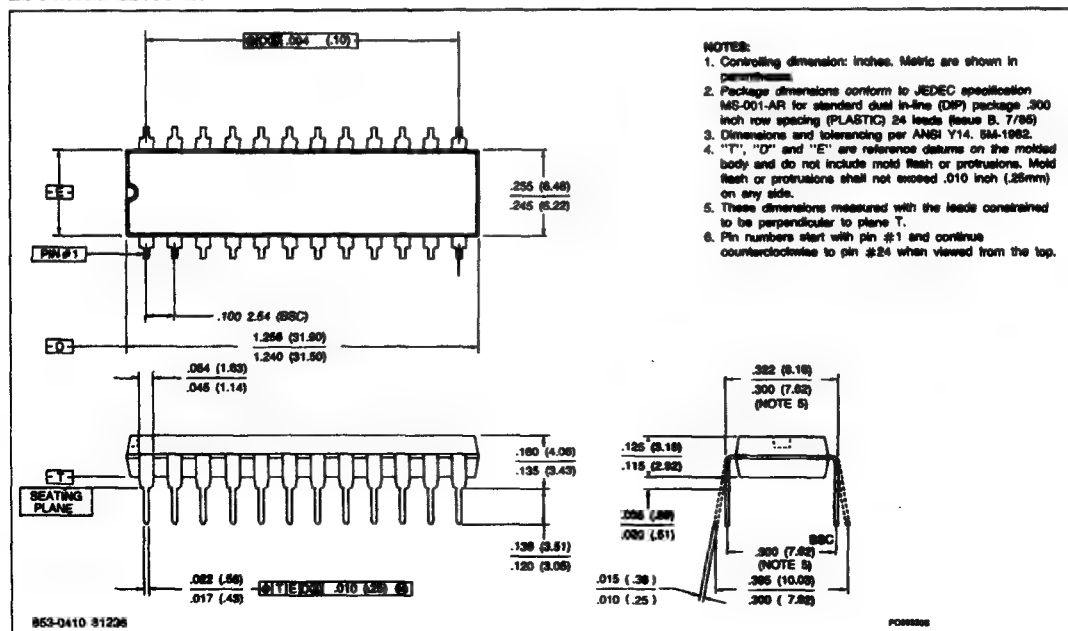 .004 (.10)
NOTES:
1. Controlling dimension: inches. Metric are shown in
2. Package dimensions conform to JEDEC specification
MS-001-AR for standard dual in-line (DIP) package .300
inch row spacing (PLASTIC) 24 leads (Issue B. 7/85)
3. Dimensions and tolerancing per ANSI Y14. 5M-1982.
4. "T", "D" and "E" are reference datums on the molded
body and do not include mold flash or protrusions. Mold
flash or protrusions shall not exceed .010 inch (.25mm)
on any side.
5. These dimensions measured with the leads constrained
to be perpendicular to plane T.
6. Pin numbers start with pin #1 and continue
counterclockwise to pin #24 when viewed from the top.
-E-
.255 (6.48)
.245 (6.22)
PIN #1
.100 2.54 (BSC)
-D-
1.256 (31.90)
1.240 (31.50)
.064 (1.63)
.045 (1.14)
.322 (8.18)
.300 (7.62)
(NOTE 5)
.160 (4.06)
.135 (3.43)
.125 (3.18)
.115 (2.92)
-T-
SEATING
PLANE
.035 (.89)
.020 (.51)
.138 (3.51)
.120 (3.05)
BSC
.300 (7.62)
(NOTE 5)
.395 (10.03)
.300 ( 7.62)
.022 (.56)
.017 (.43)
T E D .010 (.25)
.015 ( .38)
.010 ( .25 )
853-0410 81236